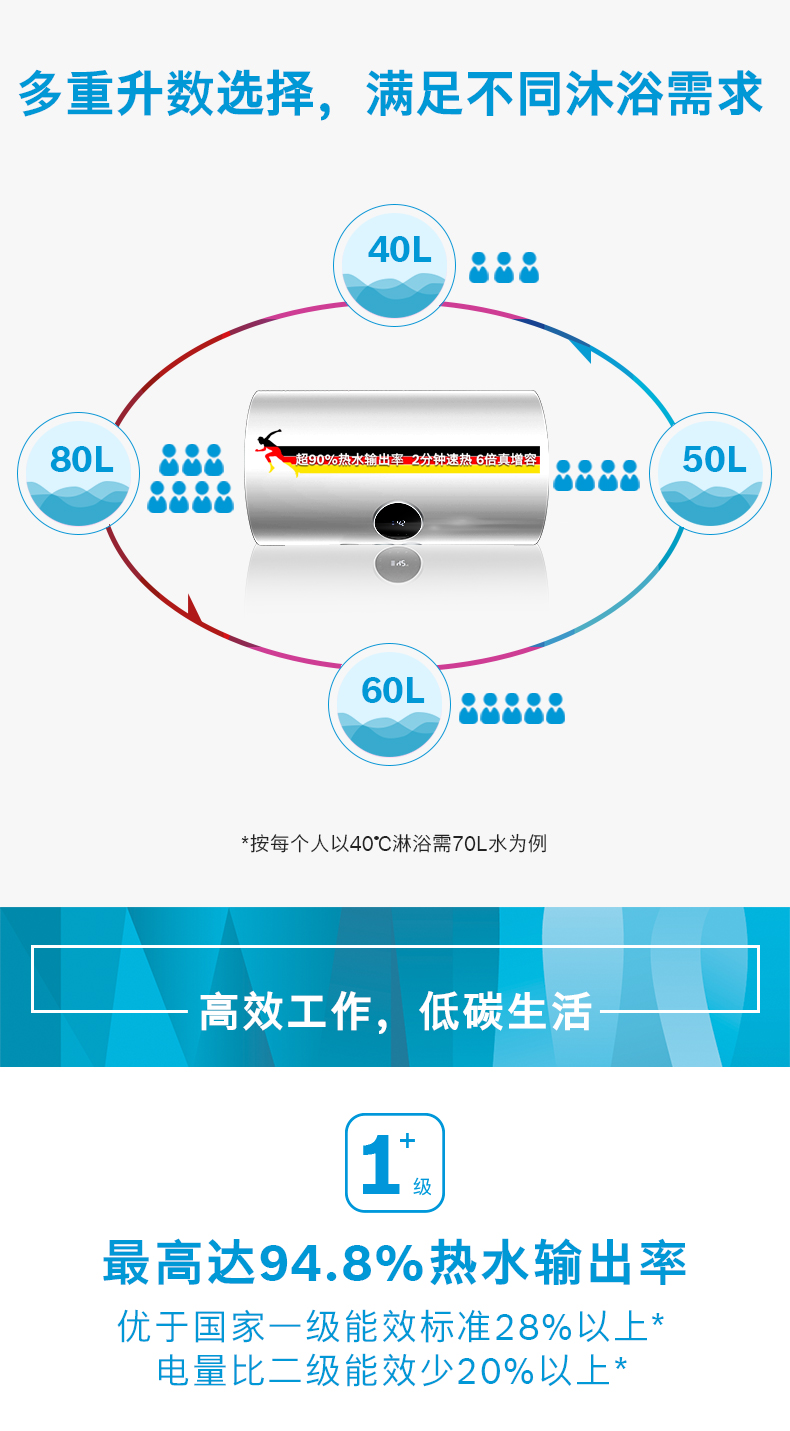 多重升数选择，满足不同沐浴需求
40L
80L
50L
超90%热水输出率 2分钟速热 6倍真增容
60L
*按每个人以40℃淋浴需70L水为例
高效工作，低碳生活
1+级
最高达94.8%热水输出率
优于国家一级能效标准28%以上*
电量比二级能效少20%以上*